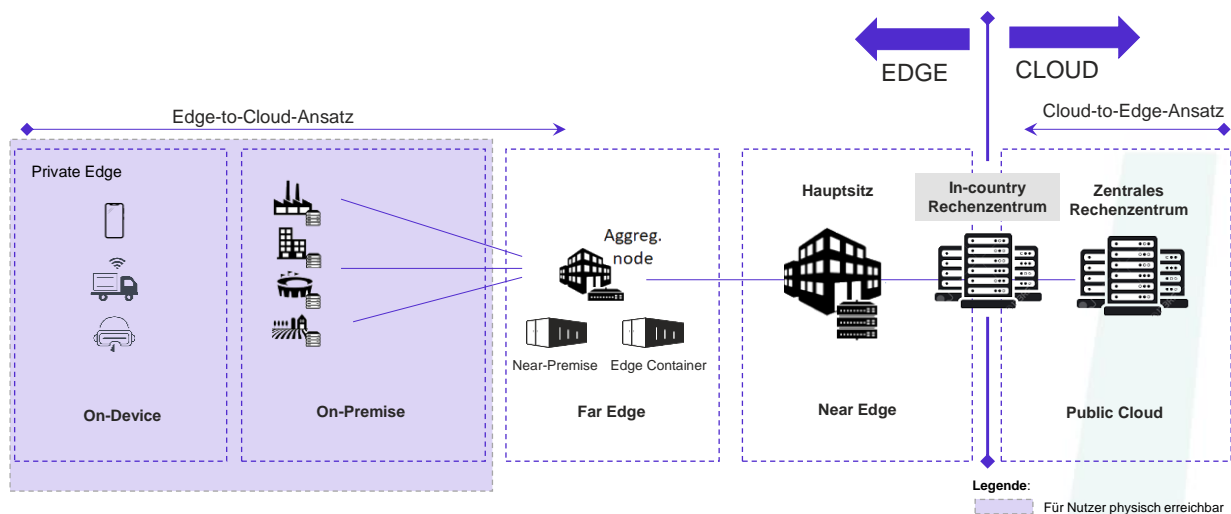 EDGE
CLOUD
Edge-to-Cloud-Ansatz
Cloud-to-Edge-Ansatz
Private Edge
Hauptsitz
In-country
Rechenzentrum
Zentrales
Rechenzentrum
Aggreg.
node
Near-Premise
Edge Container
On-Device
On-Premise
Far Edge
Near Edge
Public Cloud
Legende:
Für Nutzer physisch erreichbar